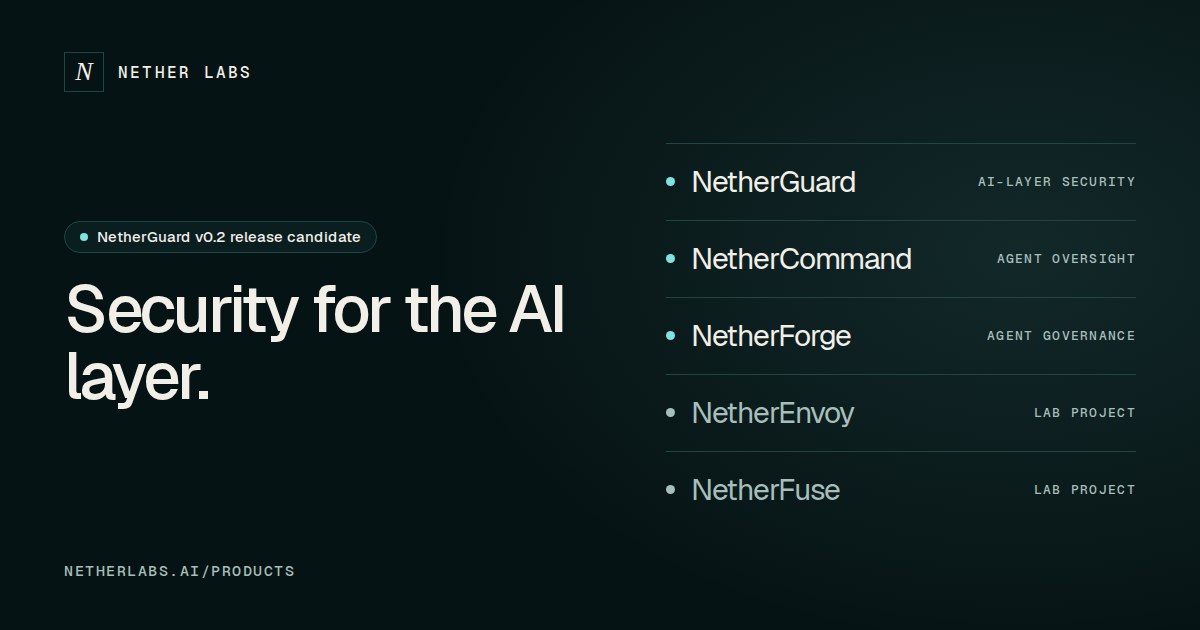 N NETHER LABS
NetherGuard v0.2 release candidate
Security for the AI
layer.
NetherGuard AI-LAYER SECURITY
NetherCommand AGENT OVERSIGHT
NetherForge AGENT GOVERNANCE
NetherEnvoy LAB PROJECT
NetherFuse LAB PROJECT
NETHERLABS.AI/PRODUCTS